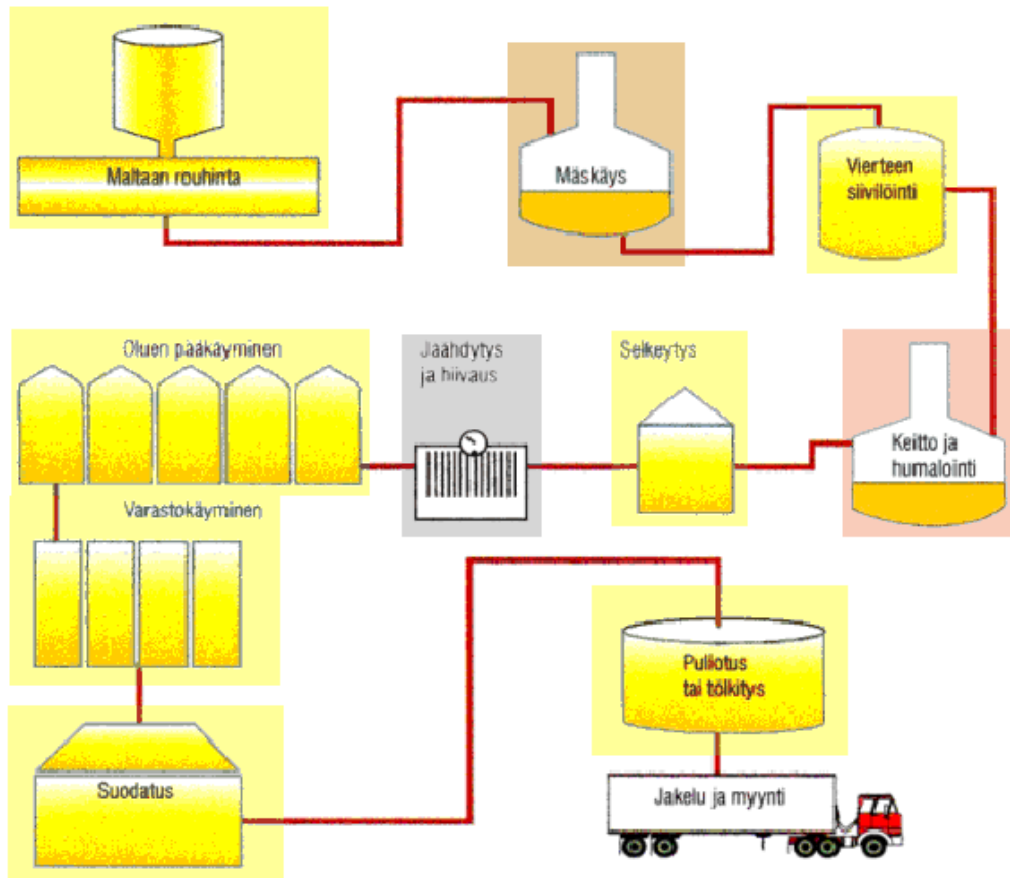 Maltaan rouhinta
Mäskäys
Vierteen
siivilöinti
Keitto ja
humalointi
Selkeytys
Jäähdytys
ja hiivaus
Oluen pääkäyminen
Varastokäyminen
Suodatus
Pullotus
tai tölkitys
Jakelu ja myynti